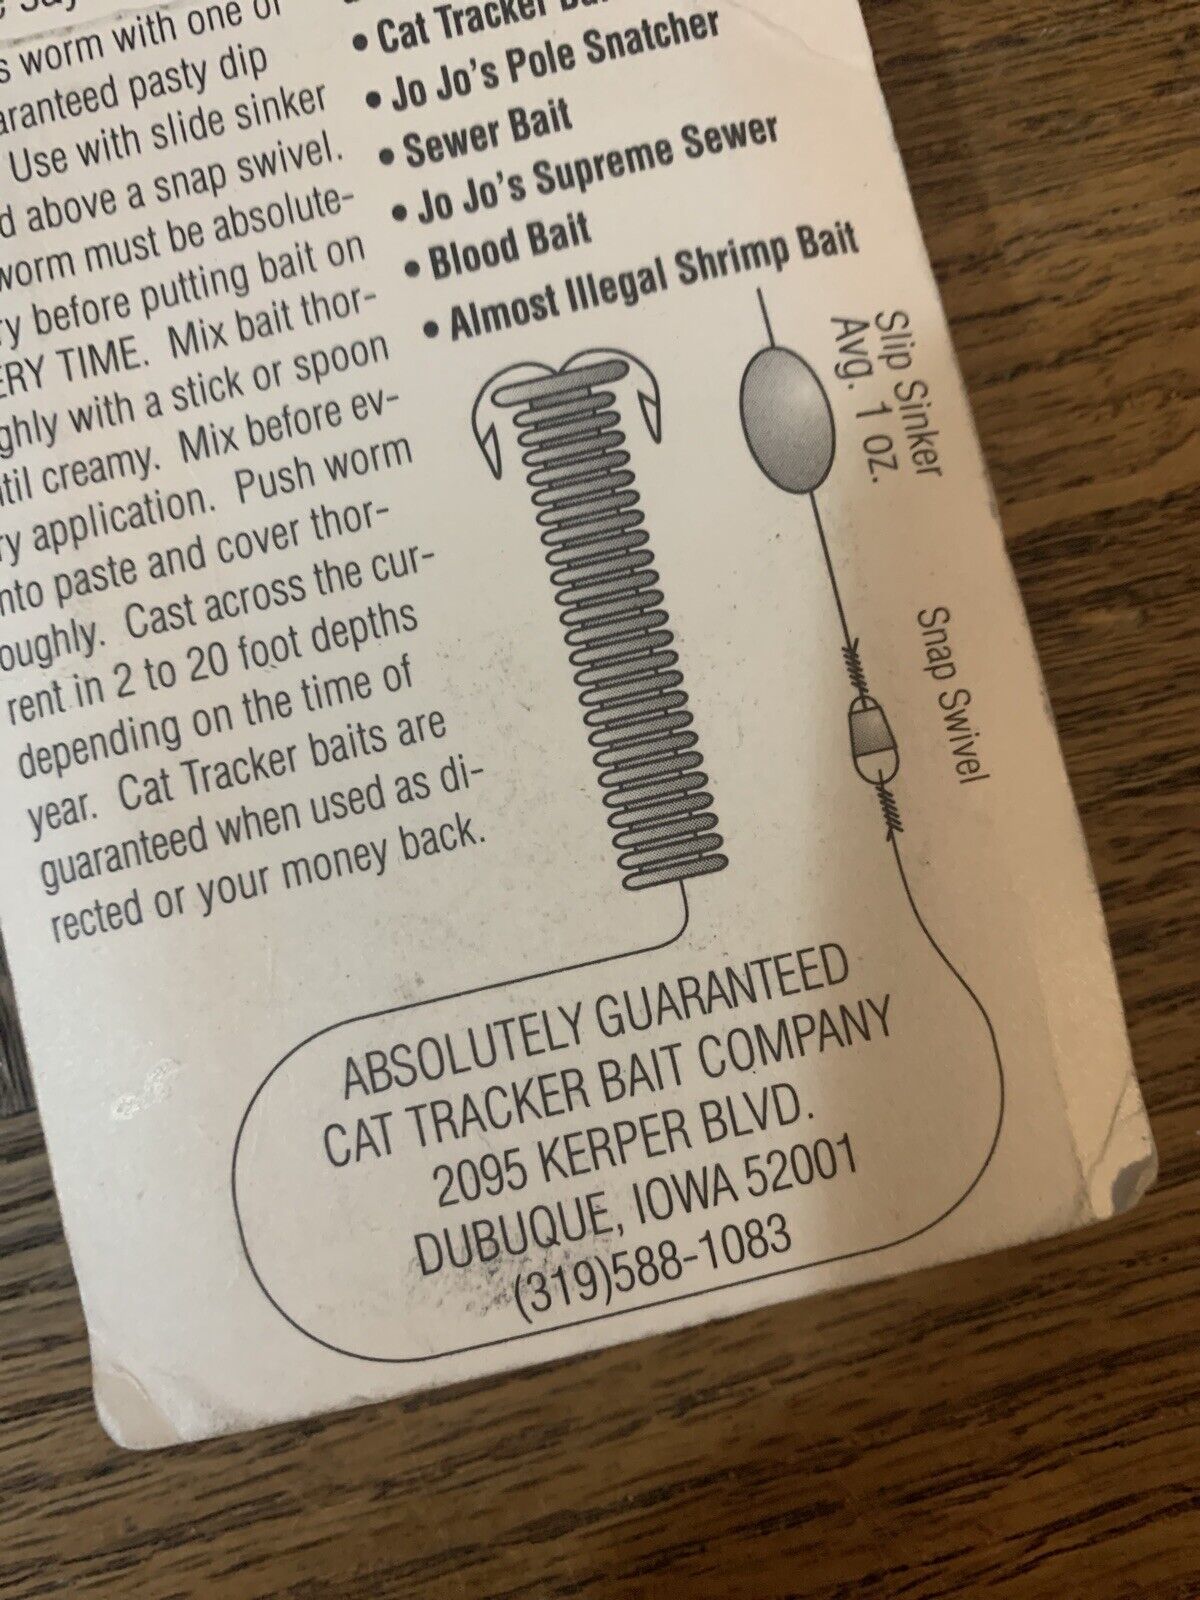 s worm with one of
aranteed pasty dip
Use with slide sinker
d above a snap swivel.
worm must be absolute-
ry before putting bait on
ERY TIME. Mix bait thor-
ghly with a stick or spoon
til creamy. Mix before ev-
ry application. Push worm
nto paste and cover thor-
oughly. Cast across the cur-
rent in 2 to 20 foot depths
depending on the time of
year. Cat Tracker baits are
guaranteed when used as di-
rected or your money back.
• Cat Tracker
• Jo Jo's Pole Snatcher
• Sewer Bait
• Jo Jo's Supreme Sewer
• Blood Bait
• Almost Illegal Shrimp Bait
Slip Sinker
Avg. 1 oz.
Snap Swivel
ABSOLUTELY GUARANTEED
CAT TRACKER BAIT COMPANY
2095 KERPER BLVD.
DUBUQUE, IOWA 52001
(319)588-1083